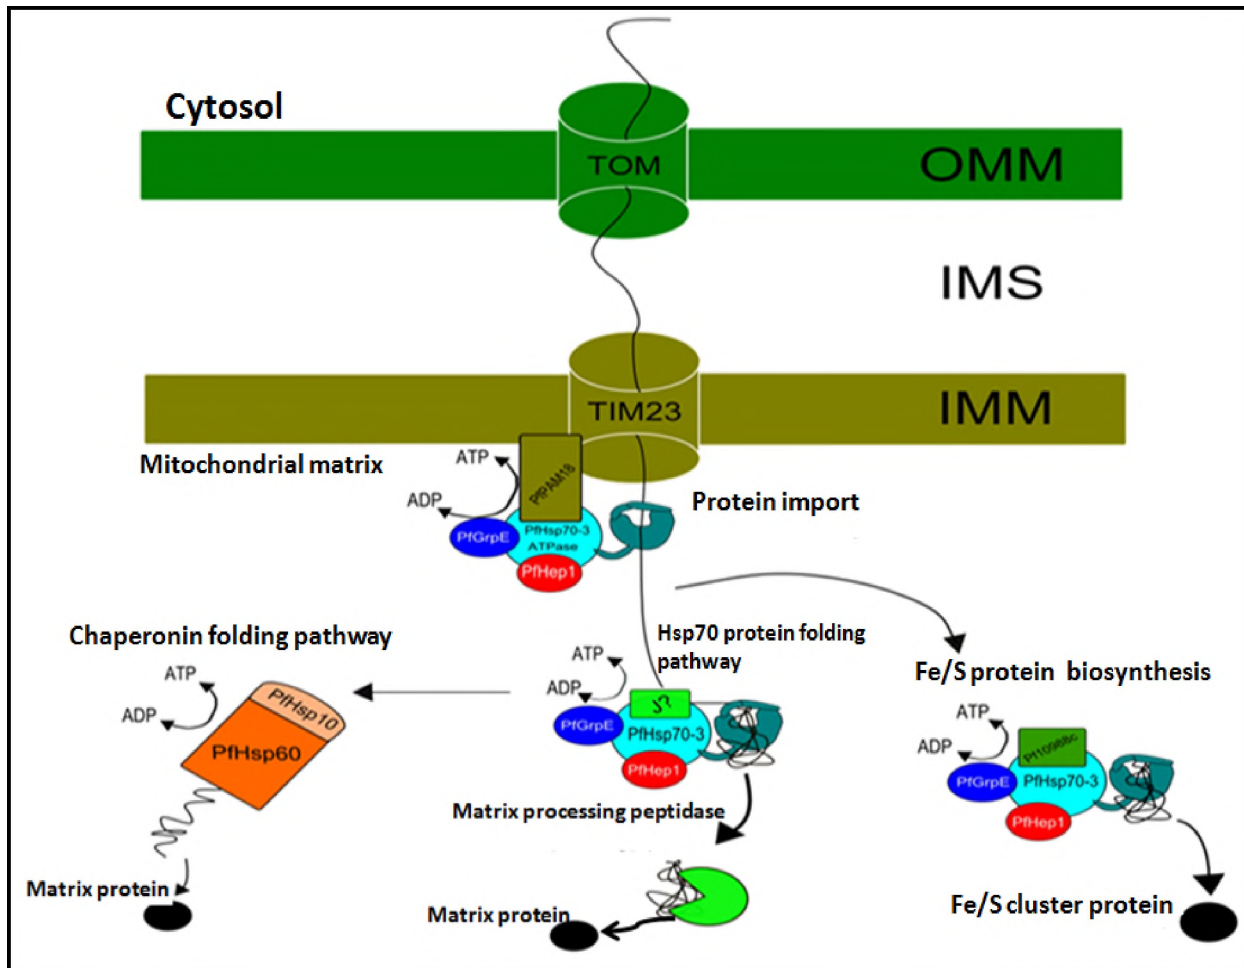 Cytosol
TOM
OMM
IMS
TIM23
IMM
Mitochondrial matrix
ATP
ADP
PfPAM18
PfGrpE
PfHsp70-3
ATPase
PfHep1
Protein import
Chaperonin folding pathway
ATP
ADP
PfHsp10
PfHsp60
Matrix protein
Hsp70 protein folding
pathway
ATP
ADP
PfGrpE
PfHsp70-3
PfHep1
Matrix processing peptidase
Matrix protein
Fe/S protein biosynthesis
ATP
ADP
Pf10988c
PfGrpE
PfHsp70-3
PfHep1
Fe/S cluster protein